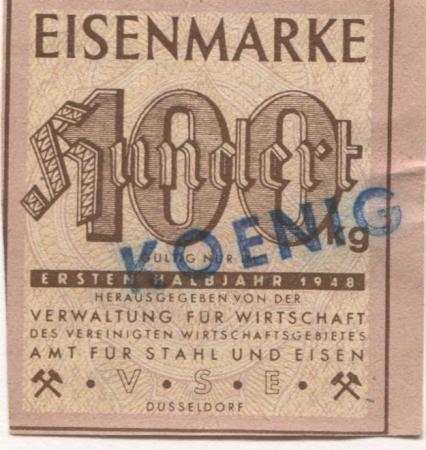 EISENMARKE
100
Hundert
kg
KOENIG
GÜLTIG NUR IM
ERSTEN HALBJAHR 1948
HERAUSGEGEBEN VON DER
VERWALTUNG FÜR WIRTSCHAFT
DES VEREINIGTEN WIRTSCHAFTSGEBIETES
AMT FÜR STAHL UND EISEN
• V • S • E •
DÜSSELDORF